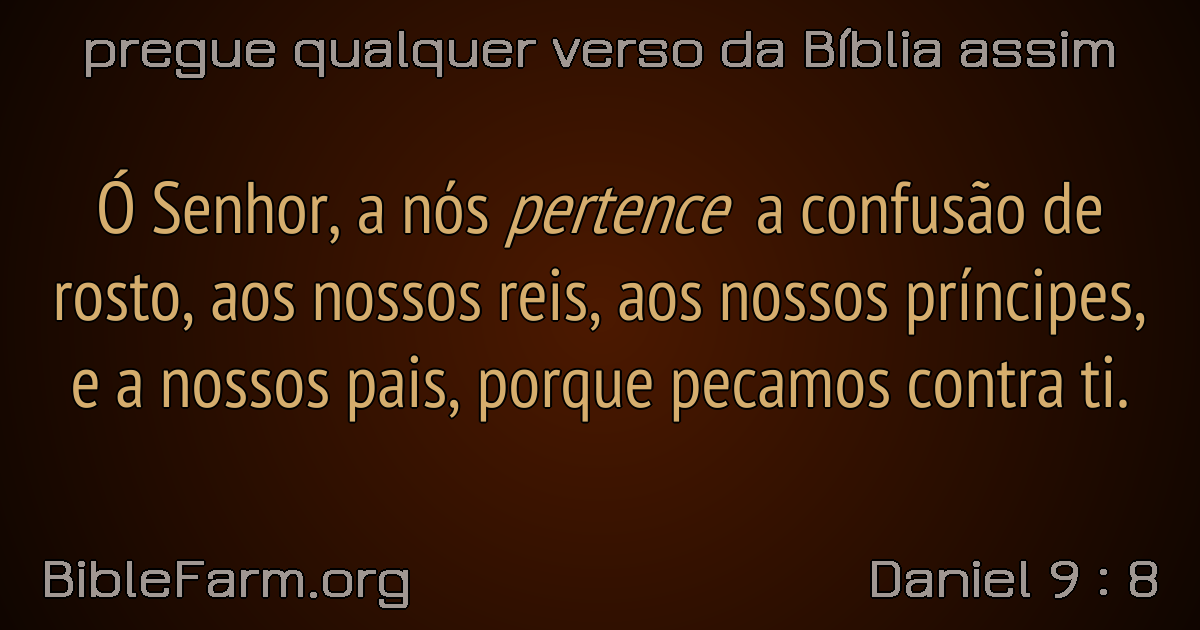 pregue qualquer verso da Bíblia assim
Ó Senhor, a nós pertence a confusão de
rosto, aos nossos reis, aos nossos príncipes,
e a nossos pais, porque pecamos contra ti.
BibleFarm.org
Daniel 9 : 8